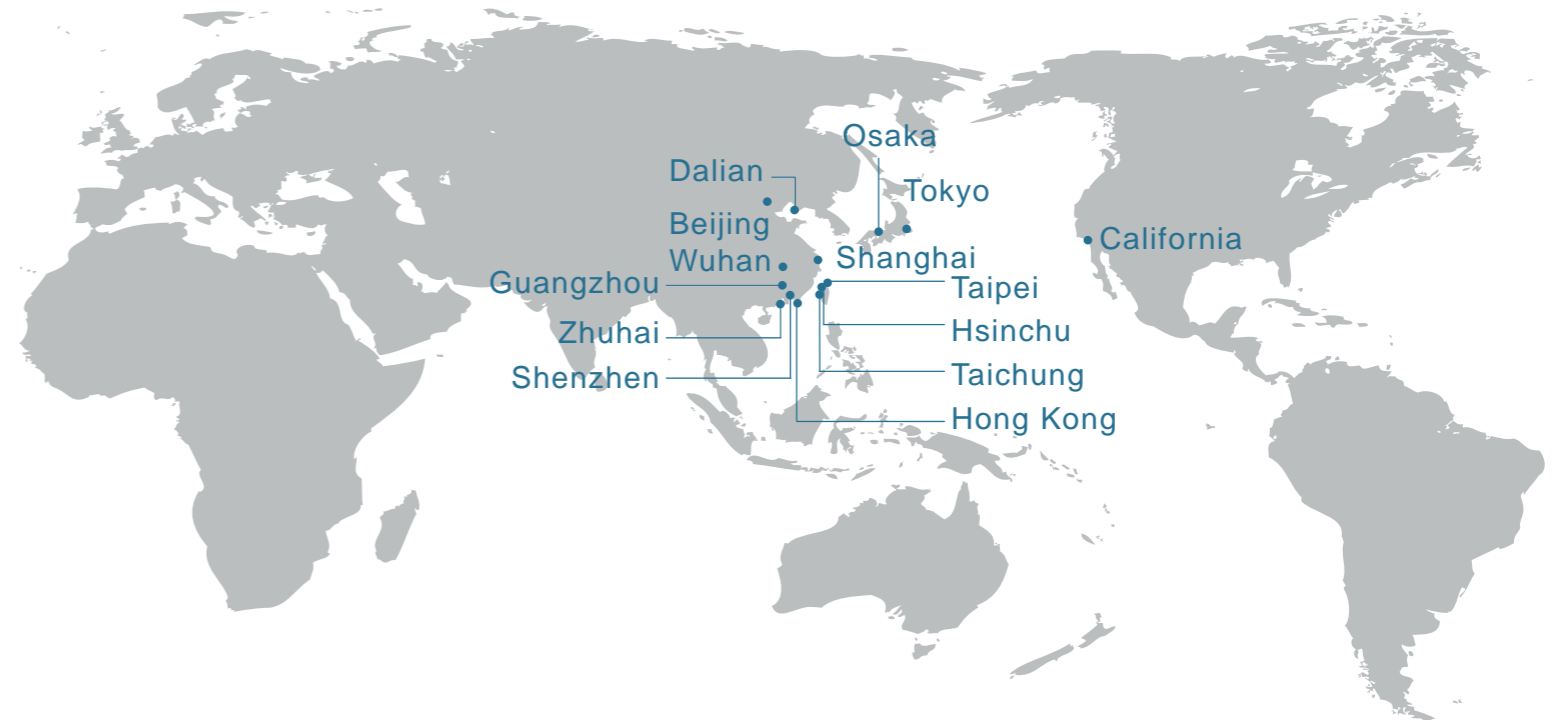 Osaka
Dalian
Tokyo
Beijing
California
Wuhan
Shanghai
Guangzhou
Taipei
Zhuhai
Hsinchu
Shenzhen
Taichung
Hong Kong